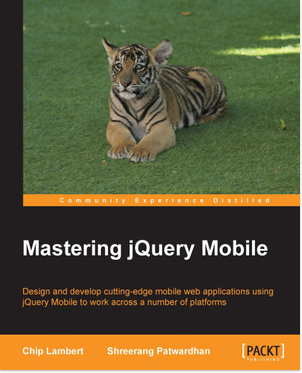 Community Experience Distilled
Mastering jQuery Mobile
Design and develop cutting-edge mobile web applications using
jQuery Mobile to work across a number of platforms
Chip Lambert Shreerang Patwardhan
[PACKT]
PUBLISHING